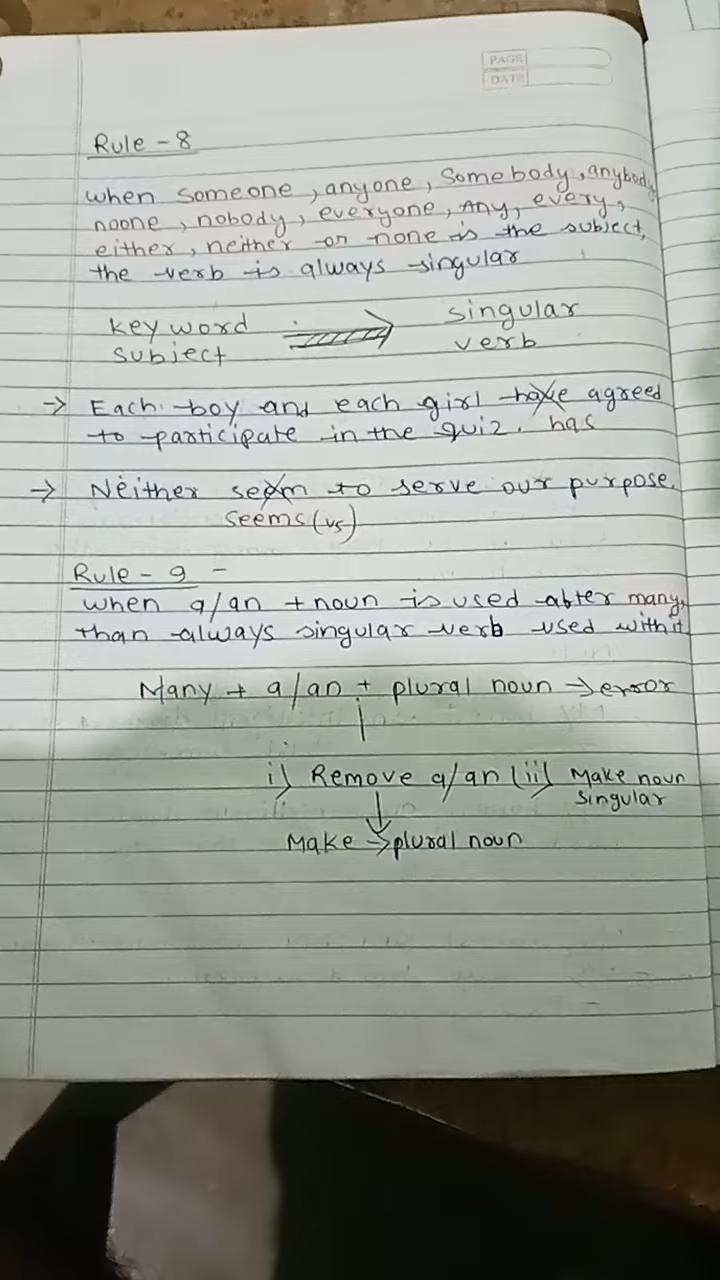 PAGE
DATE
Rule - 8
when someone, anyone, Somebody, anybody,
noone, nobody, everyone, Any, every,
either, neither or none is the subject,
the verb is always singular
key word singular
subject verb
→ Each boy and each girl have agreed
to participate in the quiz. has
→ Neither seem to serve our purpose.
seems (vs)
Rule - 9 -
when a/an + noun is used after many,
than always singular verb used with it
Many + a/an + plural noun → error
i) Remove a/an (ii) Make noun
singular
Make → plural noun